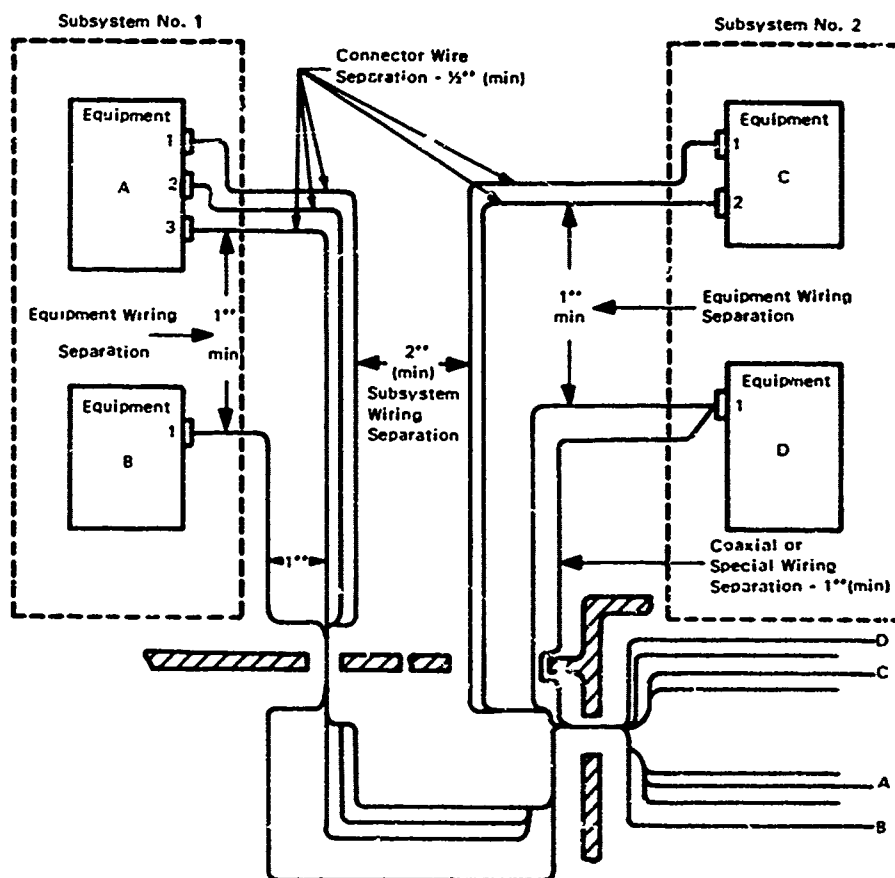 Subsystem No. 1
Subsystem No. 2
Connector Wire
Separation - ½'' (min)
Equipment
1
2
3
A
Equipment
1
2
C
Equipment Wiring
Separation
1''
min
2''
(min)
Subsystem
Wiring
Separation
1''
min
Equipment Wiring
Separation
Equipment
1
B
Equipment
1
D
1''
Coaxial or
Special Wiring
Separation - 1'' (min)
D
C
A
B